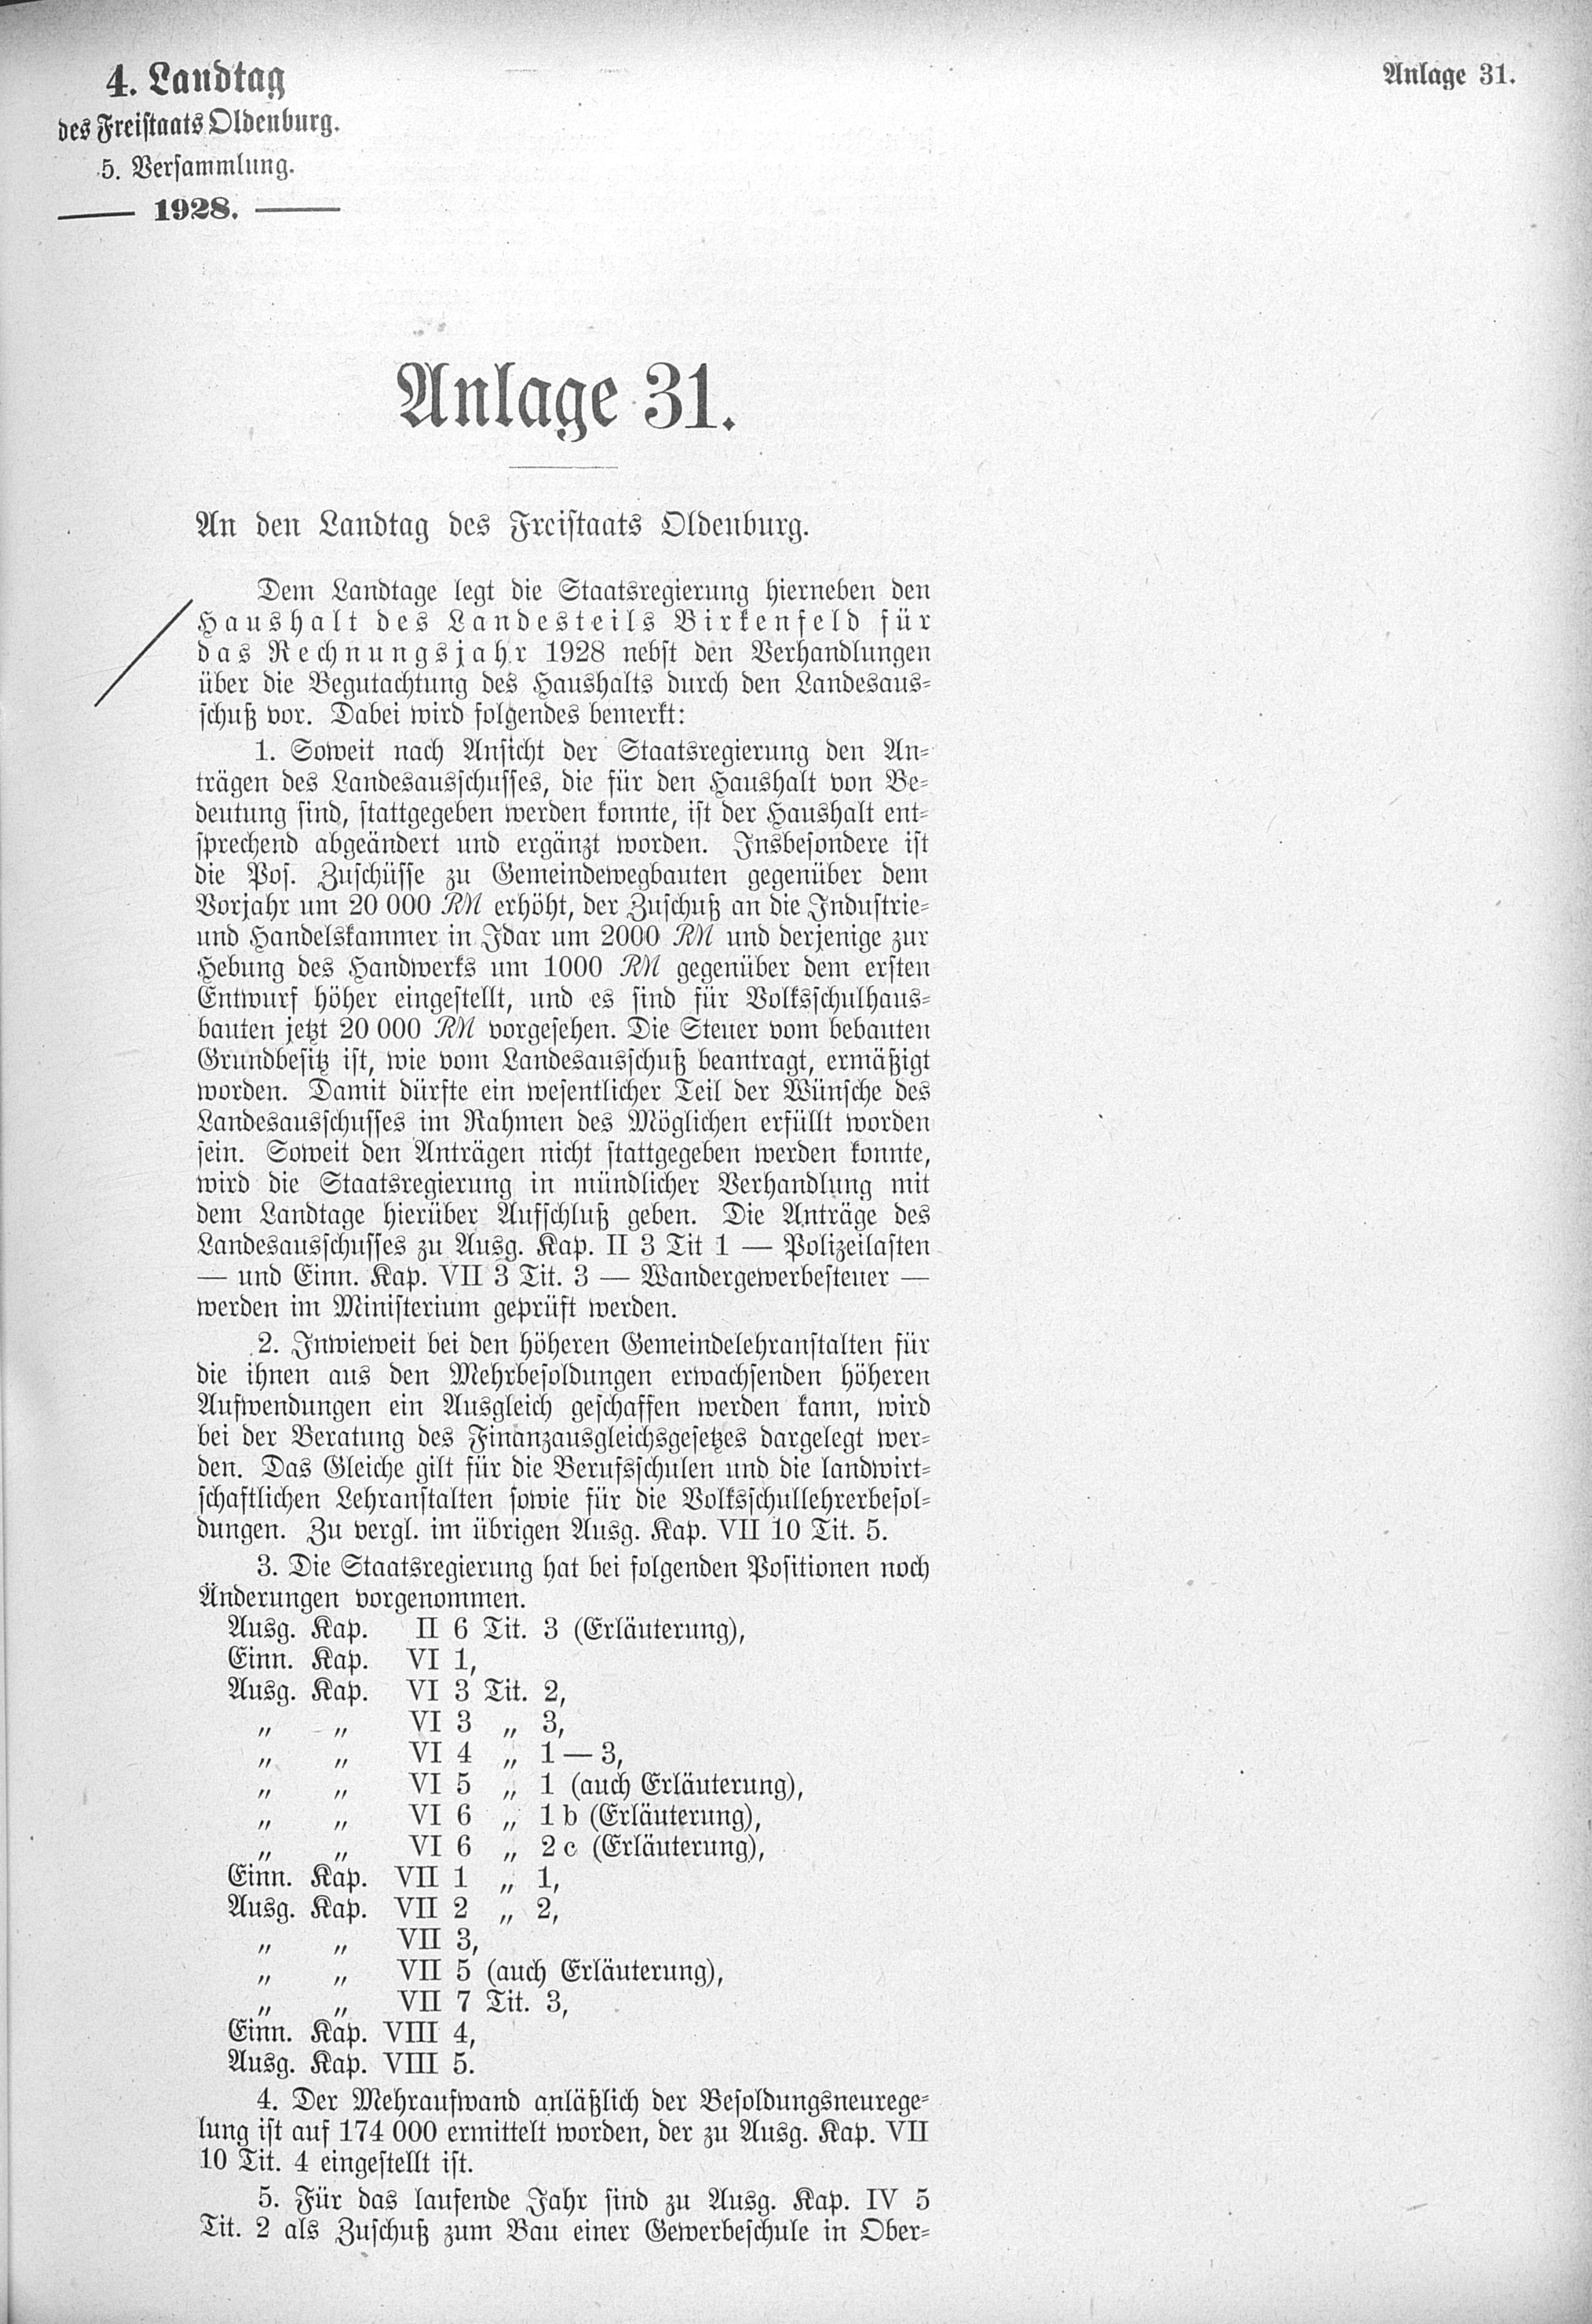 4. Landtag
des Freistaats Oldenburg.
5. Versammlung.
1928.
Anlage 31.
Anlage 31.
An den Landtag des Freistaats Oldenburg.
Dem Landtage legt die Staatsregierung hierneben den
Haushalt des Landesteils Birkenfeld für
das Rechnungsjahr 1928 nebst den Verhandlungen
über die Begutachtung des Haushalts durch den Landesaus-
schuß vor. Dabei wird folgendes bemerkt:
1. Soweit nach Ansicht der Staatsregierung den An-
trägen des Landesausschusses, die für den Haushalt von Be-
deutung sind, stattgegeben werden konnte, ist der Haushalt ent-
sprechend abgeändert und ergänzt worden. Insbesondere ist
die Pos. Zuschüsse zu Gemeindewegbauten gegenüber dem
Vorjahr um 20 000 RM erhöht, der Zuschuß an die Industrie-
und Handelskammer in Idar um 2000 RM und derjenige zur
Hebung des Handwerks um 1000 RM gegenüber dem ersten
Entwurf höher eingestellt, und es sind für Volksschulhaus-
bauten jetzt 20 000 RM vorgesehen. Die Steuer vom bebauten
Grundbesitz ist, wie vom Landesausschuß beantragt, ermäßigt
worden. Damit dürfte ein wesentlicher Teil der Wünsche des
Landesausschusses im Rahmen des Möglichen erfüllt worden
sein. Soweit den Anträgen nicht stattgegeben werden konnte,
wird die Staatsregierung in mündlicher Verhandlung mit
dem Landtage hierüber Aufschluß geben. Die Anträge des
Landesausschusses zu Ausg. Kap. II 3 Tit 1 — Polizeilasten
— und Einn. Kap. VII 3 Tit. 3 — Wandergewerbesteuer —
werden im Ministerium geprüft werden.
2. Inwieweit bei den höheren Gemeindelehranstalten für
die ihnen aus den Mehrbesoldungen erwachsenden höheren
Aufwendungen ein Ausgleich geschaffen werden kann, wird
bei der Beratung des Finanzausgleichsgesetzes dargelegt wer-
den. Das Gleiche gilt für die Berufsschulen und die landwirt-
schaftlichen Lehranstalten sowie für die Volksschullehrerbesol-
dungen. Zu vergl. im übrigen Ausg. Kap. VII 10 Tit. 5.
3. Die Staatsregierung hat bei folgenden Positionen noch
Änderungen vorgenommen.
Ausg. Kap. II 6 Tit. 3 (Erläuterung),
Einn. Kap. VI 1,
Ausg. Kap. VI 3 Tit. 2,
„ „ VI 3 „ 3,
„ „ VI 4 „ 1 — 3,
„ „ VI 5 „ 1 (auch Erläuterung),
„ „ VI 6 „ 1 b (Erläuterung),
„ „ VI 6 „ 2 c (Erläuterung),
Einn. Kap. VII 1 „ 1,
Ausg. Kap. VII 2 „ 2,
„ „ VII 3,
„ „ VII 5 (auch Erläuterung),
„ „ VII 7 Tit. 3,
Einn. Kap. VIII 4,
Ausg. Kap. VIII 5.
4. Der Mehraufwand anläßlich der Besoldungsneurege-
lung ist auf 174 000 ermittelt worden, der zu Ausg. Kap. VII
10 Tit. 4 eingestellt ist.
5. Für das laufende Jahr sind zu Ausg. Kap. IV 5
Tit. 2 als Zuschuß zum Bau einer Gewerbeschule in Ober-